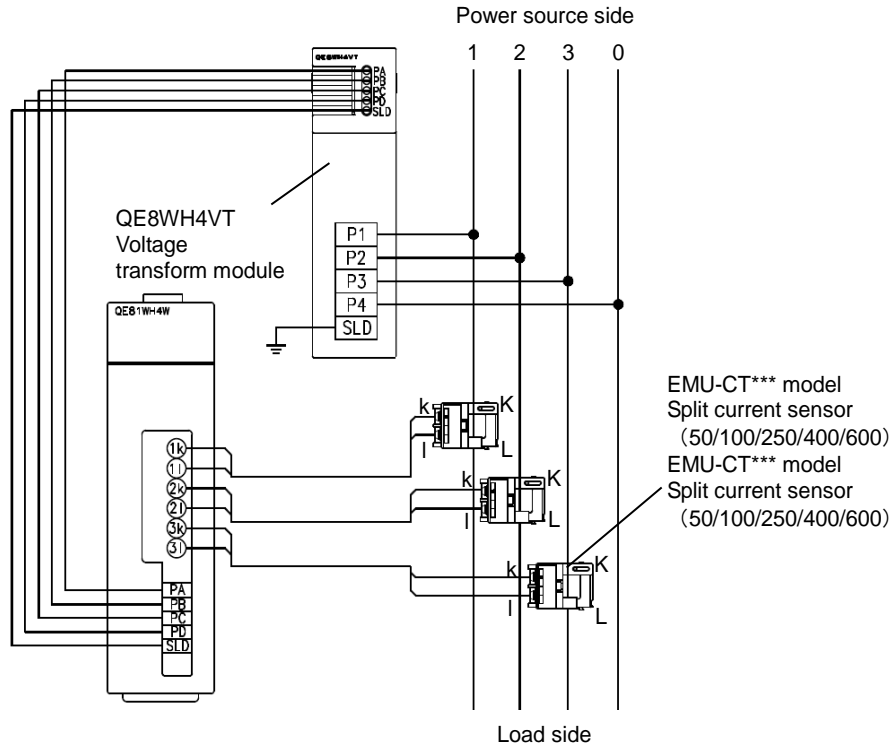 Power source side
1 2 3 0
QE8WH4VT
PA
PB
PC
PD
SLD
QE8WH4VT
Voltage
transform module
P1
P2
P3
P4
SLD
QE81WH4W
1k
1l
2k
2l
3k
3l
PA
PB
PC
PD
SLD
k K
l L
k K
l L
k K
l L
EMU-CT*** model
Split current sensor
(50/100/250/400/600)
EMU-CT*** model
Split current sensor
(50/100/250/400/600)
Load side